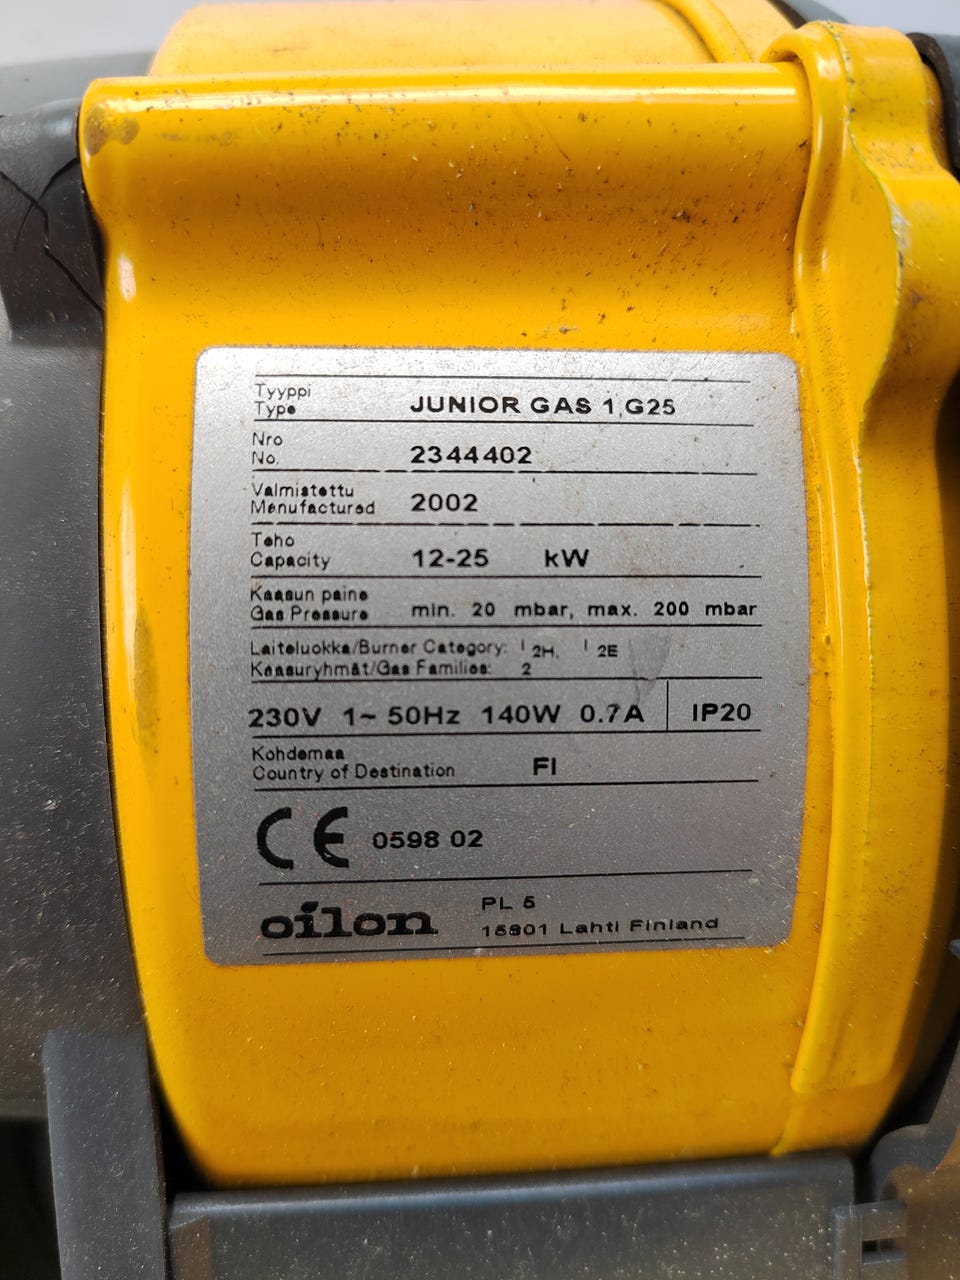 Tyyppi
Type JUNIOR GAS 1,G25
Nro
No. 2344402
Valmistettu
Manufactured 2002
Teho
Capacity 12-25 kW
Kaasun paine
Gas Pressure min. 20 mbar, max. 200 mbar
Laiteluokka/Burner Category: I 2H, I 2E
Kaasuryhmät/Gas Families: 2
230V 1~ 50Hz 140W 0.7A IP20
Kohdemaa
Country of Destination FI
CE 0598 02
oilon PL 5
15801 Lahti Finland